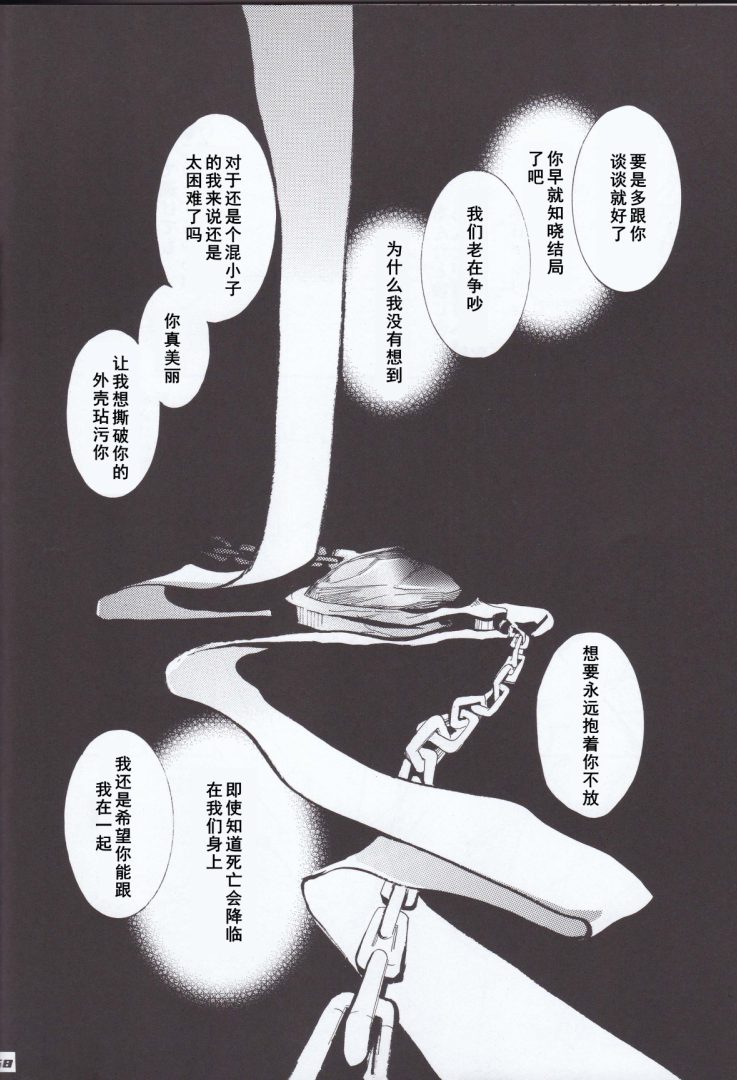 要是多跟你
谈谈就好了
你早就知晓结局
了吧
我们老在争吵
为什么我没有想到
对于还是个混小子
的我来说还是
太困难了吗
你真美丽
让我想撕破你的
外壳玷污你
想要永远抱着你不放
即使知道死亡会降临
在我们身上
我还是希望你能跟
我在一起